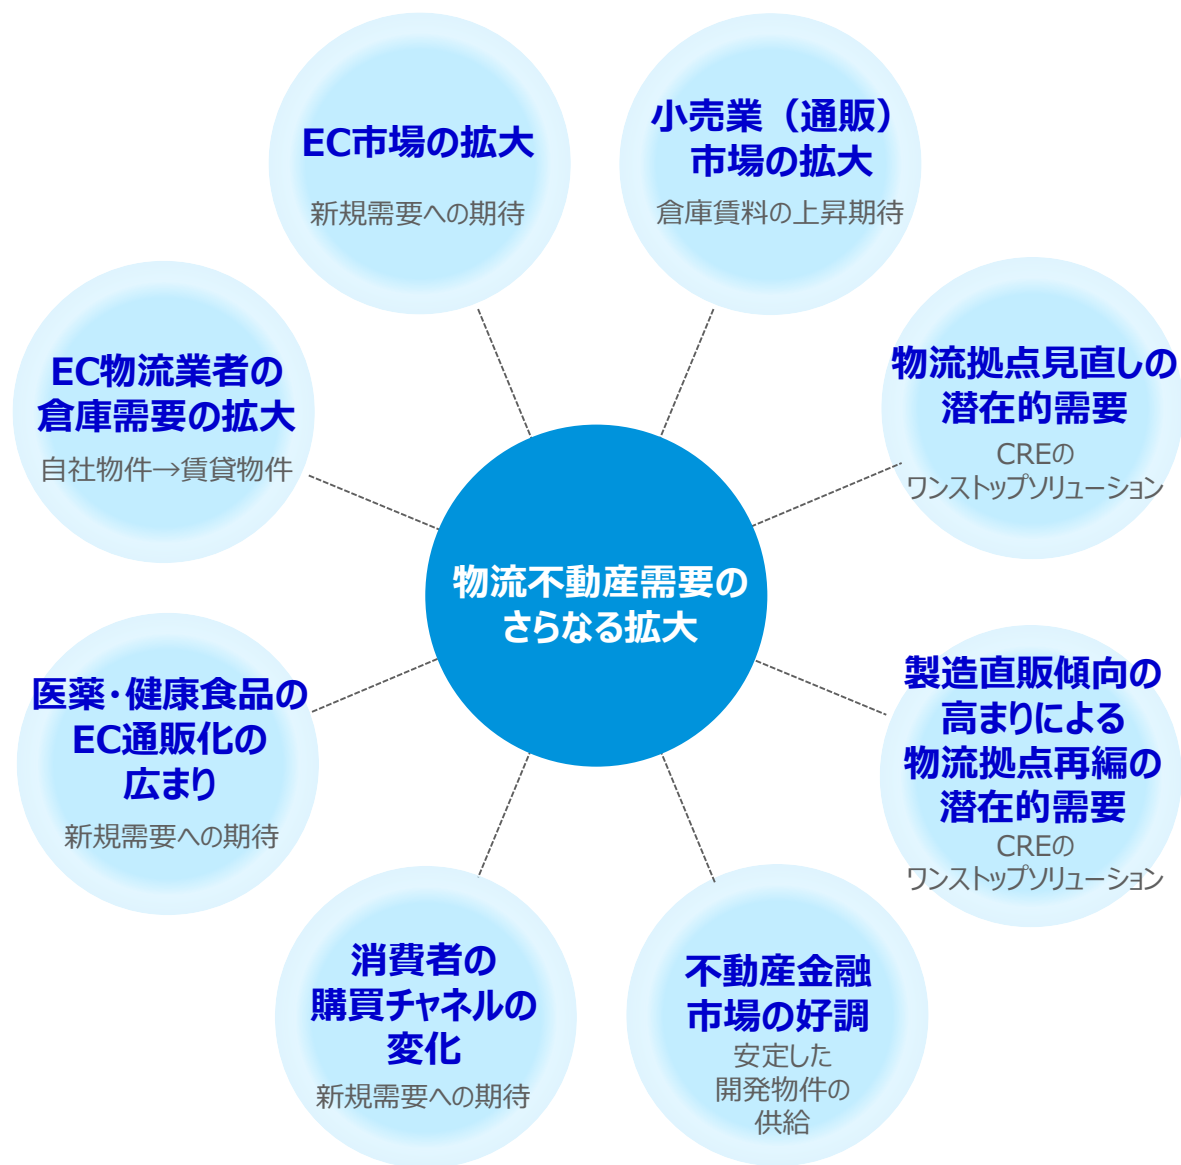 EC市場の拡大
新規需要への期待
小売業（通販）
市場の拡大
倉庫賃料の上昇期待
EC物流業者の
倉庫需要の拡大
自社物件→賃貸物件
物流拠点見直しの
潜在的需要
CREの
ワンストップソリューション
物流不動産需要の
さらなる拡大
医薬・健康食品の
EC通販化の
広まり
新規需要への期待
製造直販傾向の
高まりによる
物流拠点再編の
潜在的需要
CREの
ワンストップソリューション
消費者の
購買チャネルの
変化
新規需要への期待
不動産金融
市場の好調
安定した
開発物件の
供給